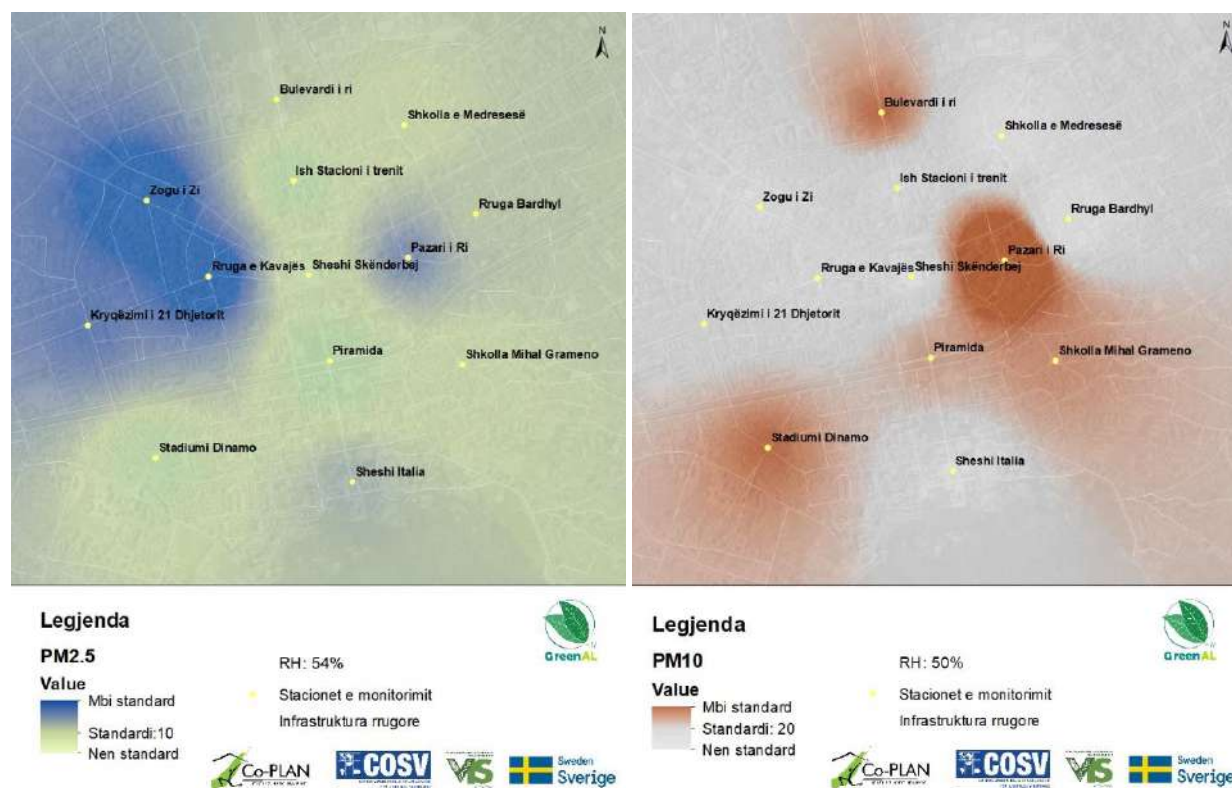 N
Bulevardi i ri
Shkolla e Medresesë
Ish Stacioni i trenit
Zogu i Zi
Rruga Bardhyl
Pazari i Ri
Rruga e Kavajës
Sheshi Skënderbej
Kryqëzimi i 21 Dhjetorit
Piramida
Shkolla Mihal Grameno
Stadiumi Dinamo
Sheshi Italia
Legjenda
PM2.5
Value
Mbi standard
Standardi:10
Nen standard
RH: 54%
Stacionet e monitorimit
Infrastruktura rrugore
GreenAL
Co-PLAN
COSV
VIS
Sweden
Sverige
N
Bulevardi i ri
Shkolla e Medresesë
Ish Stacioni i trenit
Zogu i Zi
Rruga Bardhyl
Pazari i Ri
Rruga e Kavajës
Sheshi Skënderbej
Kryqëzimi i 21 Dhjetorit
Piramida
Shkolla Mihal Grameno
Stadiumi Dinamo
Sheshi Italia
Legjenda
PM10
Value
Mbi standard
Standardi: 20
Nen standard
RH: 50%
Stacionet e monitorimit
Infrastruktura rrugore
GreenAL
Co-PLAN
COSV
VIS
Sweden
Sverige